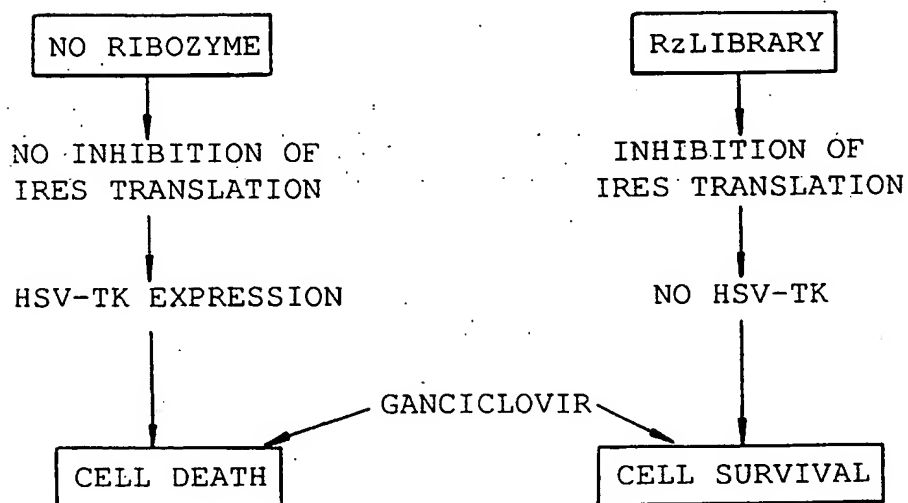 NO RIBOZYME
NO INHIBITION OF
IRES TRANSLATION
HSV-TK EXPRESSION
CELL DEATH
RzLIBRARY
INHIBITION OF
IRES TRANSLATION
NO HSV-TK
CELL SURVIVAL
GANCICLOVIR